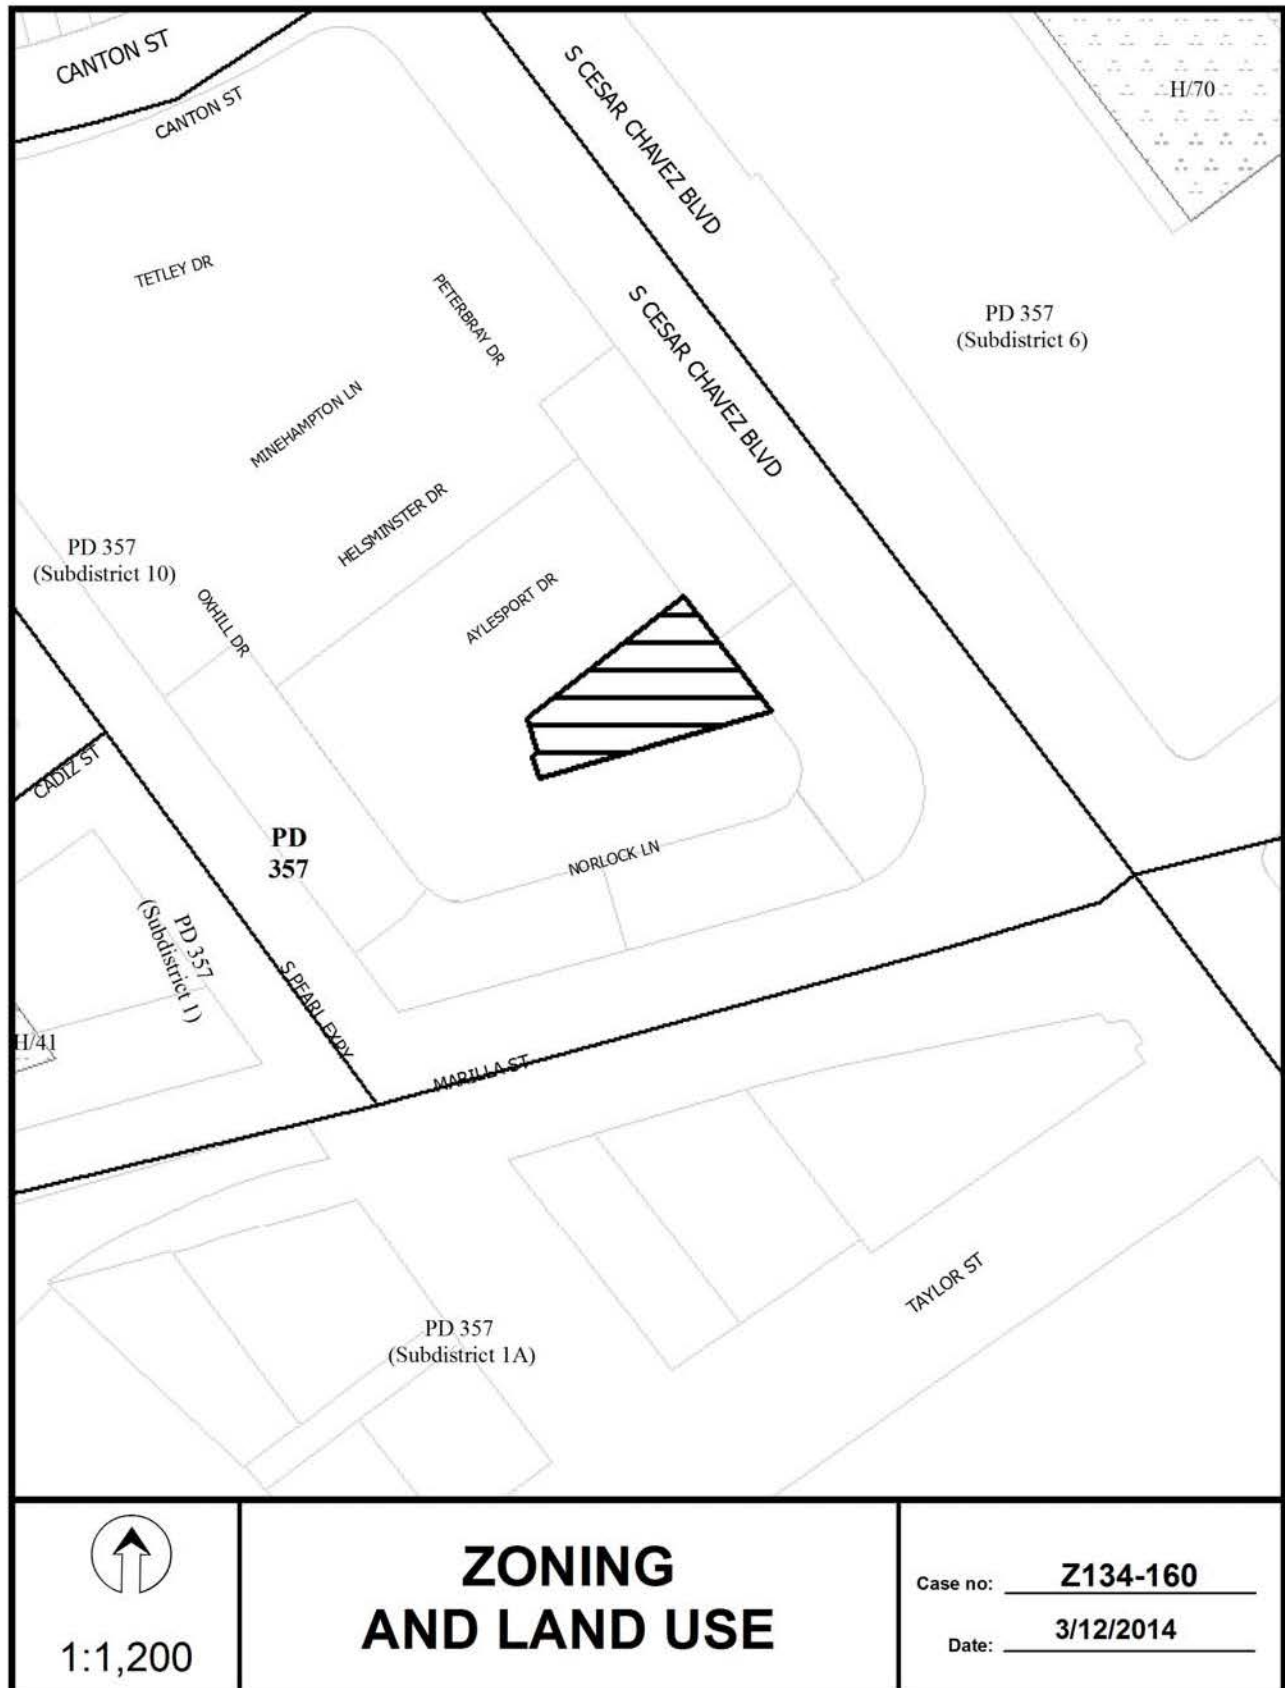 CANTON ST
CANTON ST
S CESAR CHAVEZ BLVD
H/70
TETLEY DR
PETERBRAY DR
S CESAR CHAVEZ BLVD
PD 357
(Subdistrict 6)
MINEHAMPTON LN
HELSMINSTER DR
PD 357
(Subdistrict 10)
OXHILL DR
AYLESPORT DR
CADIZ ST
PD
357
NORLOCK LN
PD 357
(Subdistrict 1)
S PEARL EXPY
H/41
MARILLA ST
TAYLOR ST
PD 357
(Subdistrict 1A)
1:1,200
ZONING
AND LAND USE
Case no: Z134-160
Date: 3/12/2014